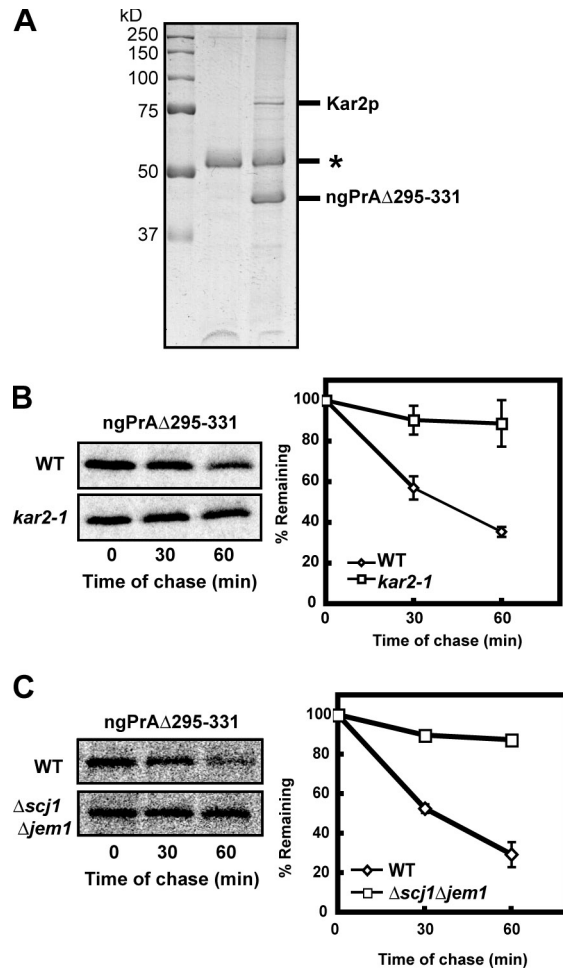 A
kD
250
150
100
75
50
37
Kar2p
*
ngPrAΔ295-331
B
ngPrAΔ295-331
WT
kar2-1
0 30 60
Time of chase (min)
% Remaining
100
80
60
40
20
0
WT
kar2-1
0 30 60
Time of chase (min)
C
ngPrAΔ295-331
WT
Δscj1
Δjem1
0 30 60
Time of chase (min)
% Remaining
100
80
60
40
20
0
WT
Δscj1Δjem1
0 30 60
Time of chase (min)